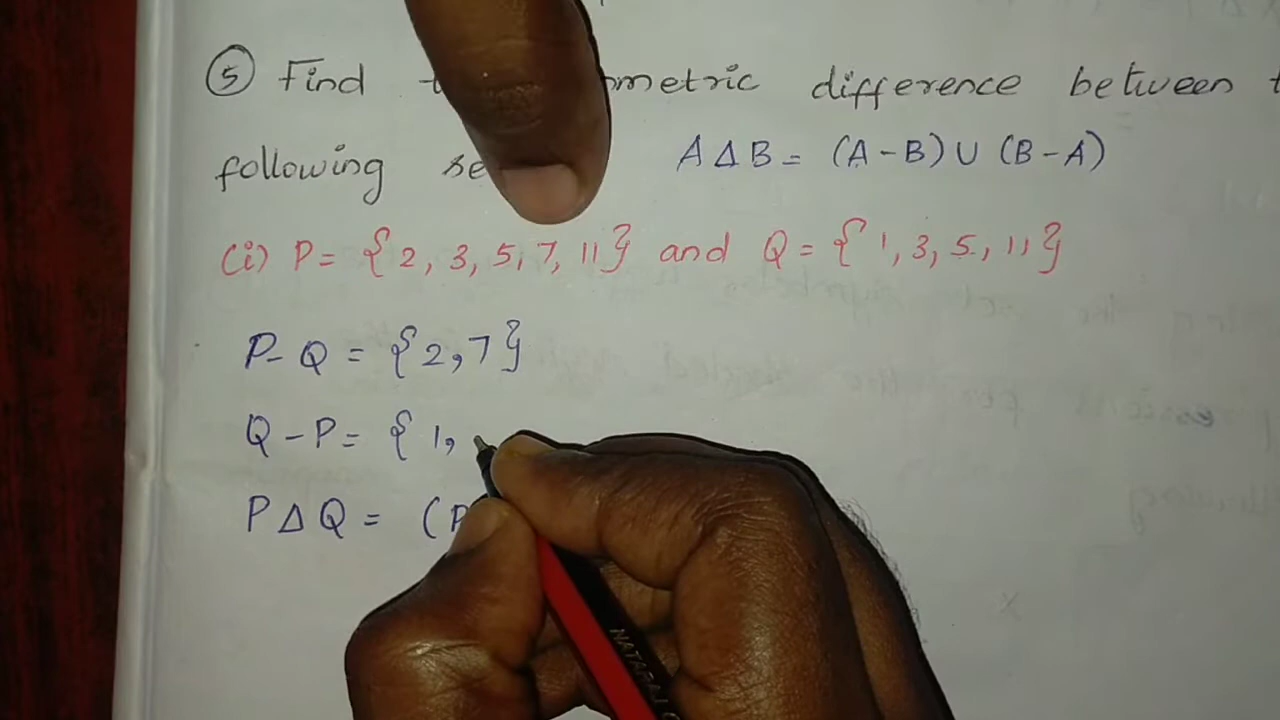 ⑤ Find metric difference between
following A Δ B = (A - B) ∪ (B - A)
(i) P = {2, 3, 5, 7, 11} and Q = {1, 3, 5, 11}
P - Q = {2, 7}
Q - P = {1,
P Δ Q = (P
NATARAJ